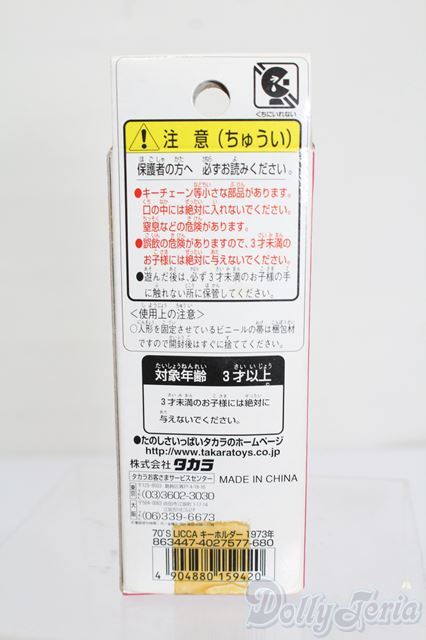 くちにいれない
注意（ちゅうい）
保護者の方へ 必ずお読みください。
●キーチェーン等小さな部品があります。
口の中には絶対に入れないでください。
窒息などの危険があります。
●誤飲の危険がありますので、3才未満の
お子様には絶対に与えないでください。
●遊んだ後は、必ず3才未満のお子様の手
に触れない所に保管してください。
〈使用上の注意〉
○人形を固定させているビニールの帯は梱包材
ですので開封後はすぐに捨ててください。
対象年齢 3才以上
3才未満のお子様には絶対に
与えないでください。
●たのしさいっぱいタカラのホームページ
http://www.takaratoys.co.jp
株式会社 タカラ
タカラお客さまサービスセンター
MADE IN CHINA
東京 (03)3602-3030
大阪 (06)339-6673
70'S LICCA キーホルダー 1973年
863447-4027577-680
4 904880 159420
DollyTeria